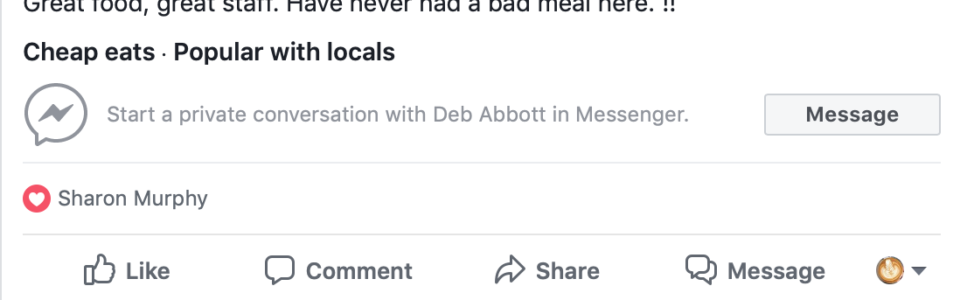 Great food, great staff. Have never had a bad meal here. !!
Cheap eats · Popular with locals
Start a private conversation with Deb Abbott in Messenger.
Message
Sharon Murphy
Like
Comment
Share
Message